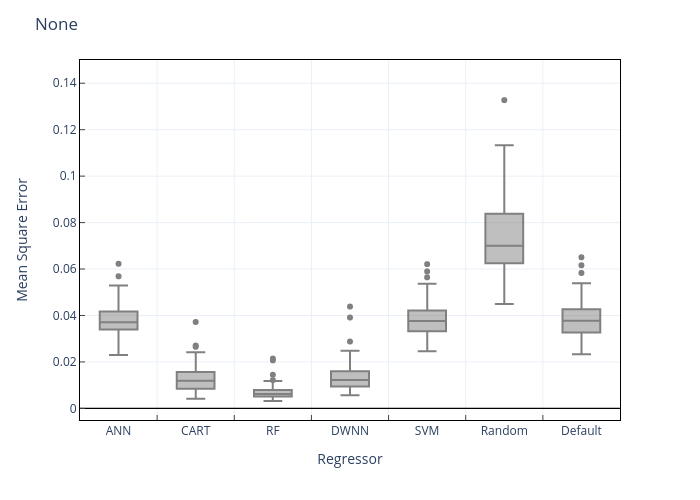 None
0.14
0.12
0.1
0.08
0.06
0.04
0.02
0
Mean Square Error
ANN CART RF DWNN SVM Random Default
Regressor